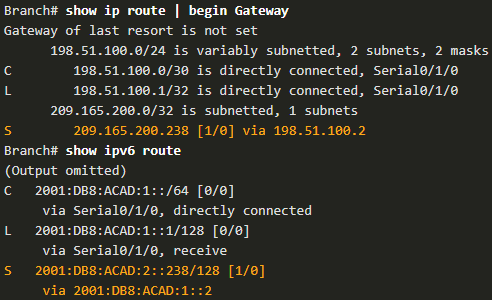 Branch# show ip route | begin Gateway
Gateway of last resort is not set
      198.51.100.0/24 is variably subnetted, 2 subnets, 2 masks
C        198.51.100.0/30 is directly connected, Serial0/1/0
L        198.51.100.1/32 is directly connected, Serial0/1/0
      209.165.200.0/32 is subnetted, 1 subnets
S        209.165.200.238 [1/0] via 198.51.100.2
Branch# show ipv6 route
(Output omitted)
C   2001:DB8:ACAD:1::/64 [0/0]
     via Serial0/1/0, directly connected
L   2001:DB8:ACAD:1::1/128 [0/0]
     via Serial0/1/0, receive
S   2001:DB8:ACAD:2::238/128 [1/0]
     via 2001:DB8:ACAD:1::2